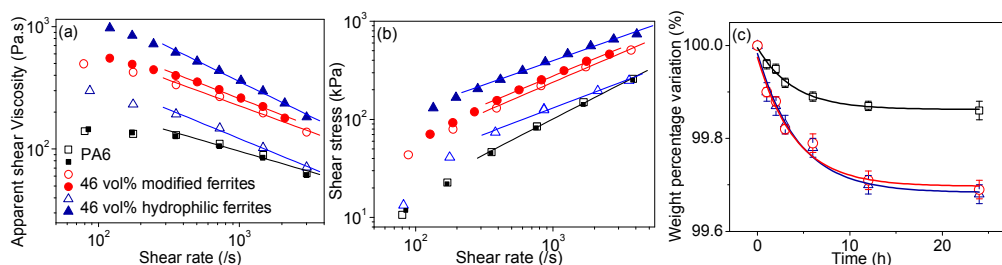 (a)
Apparent shear Viscosity (Pa.s)
10³
10²
10²
10³
Shear rate (/s)
PA6
46 vol% modified ferrites
46 vol% hydrophilic ferrites
(b)
Shear stress (kPa)
10³
10²
10¹
10²
10³
Shear rate (/s)
(c)
Weight percentage variation (%)
100.0
99.8
99.6
0
10
20
Time (h)